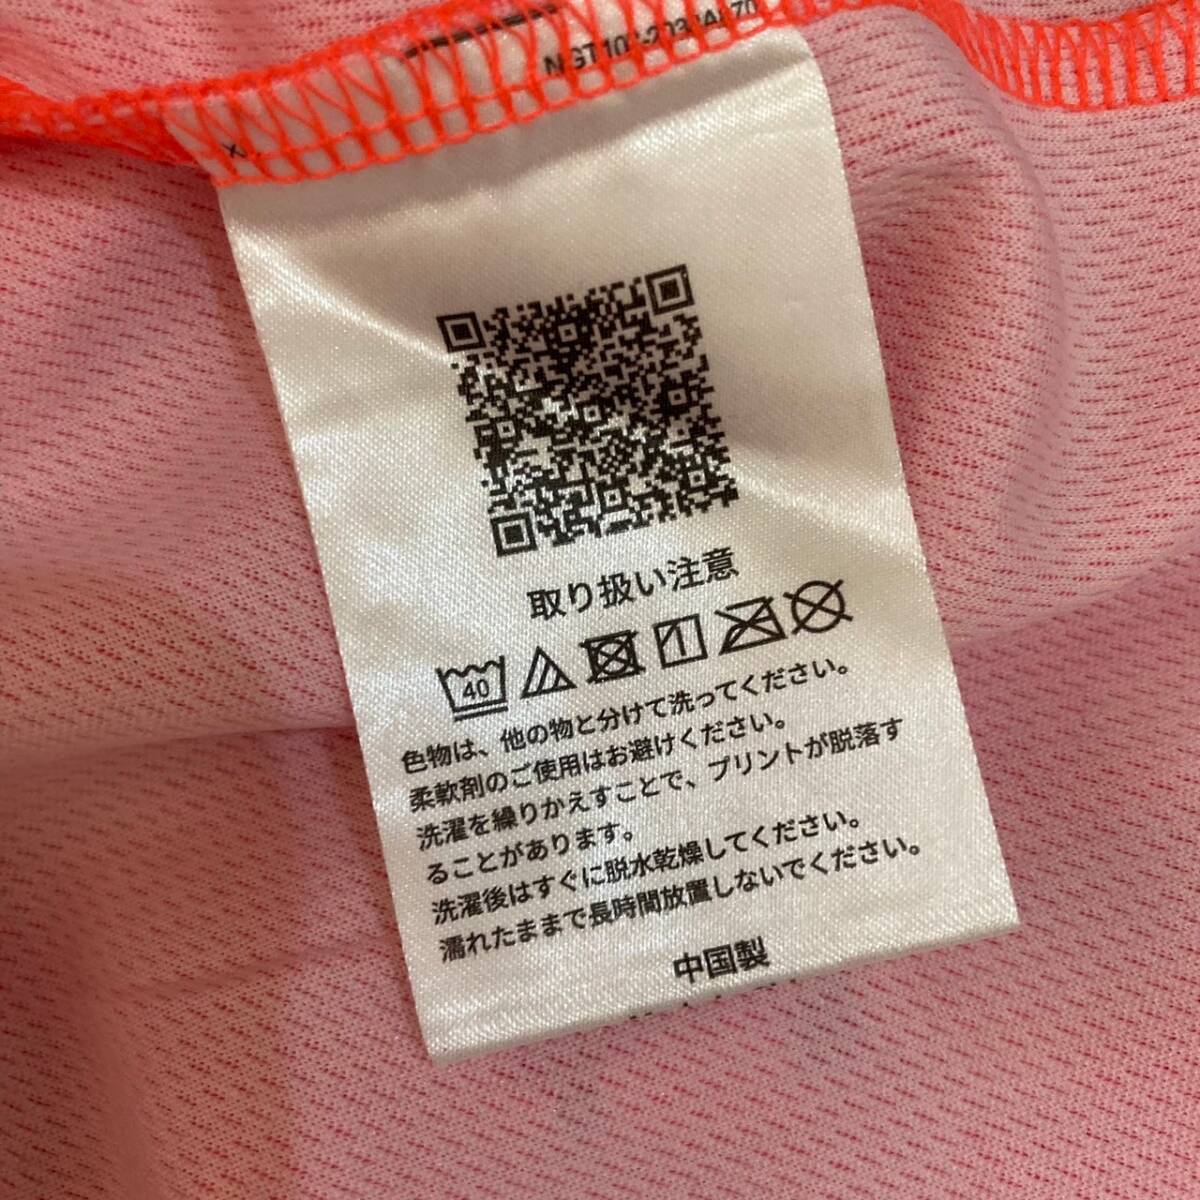 取り扱い注意
40
色物は、他の物と分けて洗ってください。
柔軟剤のご使用はお避けください。
洗濯を繰りかえすことで、プリントが脱落す
ることがあります。
洗濯後はすぐに脱水乾燥してください。
濡れたままで長時間放置しないでください。
中国製